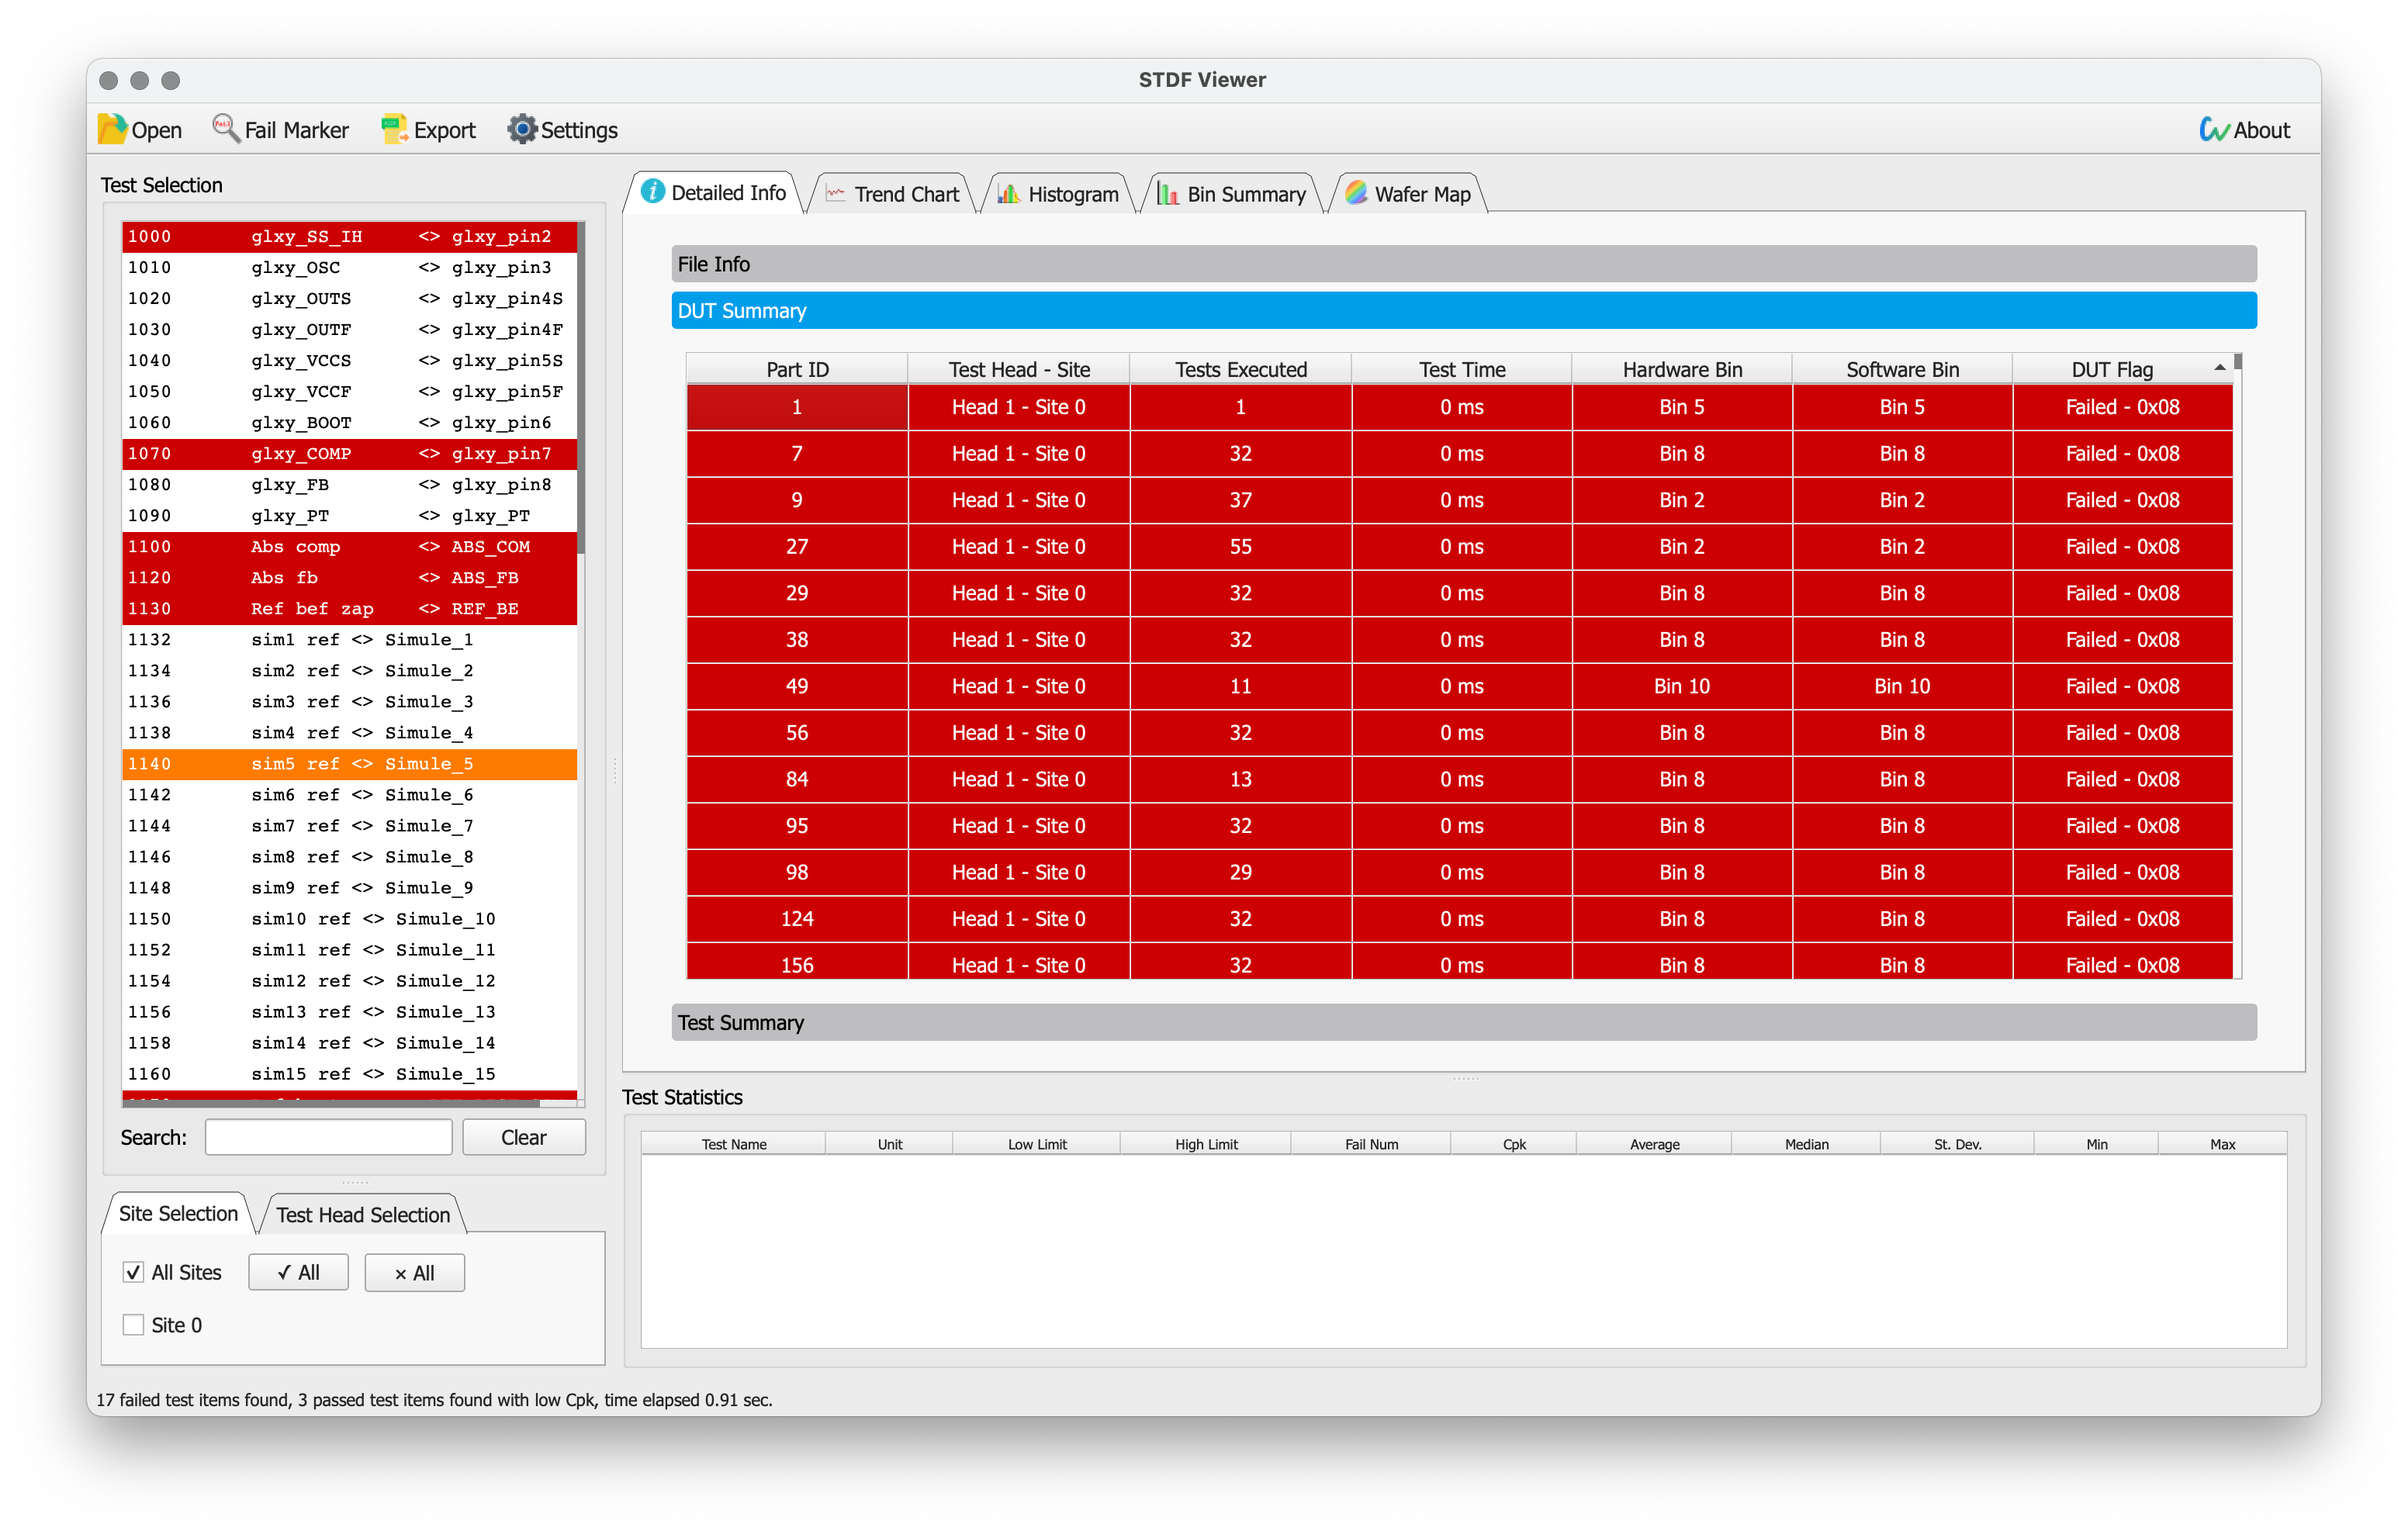 STDF Viewer
Open Fail Marker Export Settings About
Test Selection
1000 glxy_SS_IH <> glxy_pin2
1010 glxy_OSC <> glxy_pin3
1020 glxy_OUTS <> glxy_pin4S
1030 glxy_OUTF <> glxy_pin4F
1040 glxy_VCCS <> glxy_pin5S
1050 glxy_VCCF <> glxy_pin5F
1060 glxy_BOOT <> glxy_pin6
1070 glxy_COMP <> glxy_pin7
1080 glxy_FB <> glxy_pin8
1090 glxy_PT <> glxy_PT
1100 Abs comp <> ABS_COM
1120 Abs fb <> ABS_FB
1130 Ref bef zap <> REF_BE
1132 sim1 ref <> Simule_1
1134 sim2 ref <> Simule_2
1136 sim3 ref <> Simule_3
1138 sim4 ref <> Simule_4
1140 sim5 ref <> Simule_5
1142 sim6 ref <> Simule_6
1144 sim7 ref <> Simule_7
1146 sim8 ref <> Simule_8
1148 sim9 ref <> Simule_9
1150 sim10 ref <> Simule_10
1152 sim11 ref <> Simule_11
1154 sim12 ref <> Simule_12
1156 sim13 ref <> Simule_13
1158 sim14 ref <> Simule_14
1160 sim15 ref <> Simule_15
Search: Clear
Site Selection Test Head Selection
All Sites ✓ All × All
Site 0
Detailed Info Trend Chart Histogram Bin Summary Wafer Map
File Info
DUT Summary
Part ID Test Head - Site Tests Executed Test Time Hardware Bin Software Bin DUT Flag
1 Head 1 - Site 0 1 0 ms Bin 5 Bin 5 Failed - 0x08
7 Head 1 - Site 0 32 0 ms Bin 8 Bin 8 Failed - 0x08
9 Head 1 - Site 0 37 0 ms Bin 2 Bin 2 Failed - 0x08
27 Head 1 - Site 0 55 0 ms Bin 2 Bin 2 Failed - 0x08
29 Head 1 - Site 0 32 0 ms Bin 8 Bin 8 Failed - 0x08
38 Head 1 - Site 0 32 0 ms Bin 8 Bin 8 Failed - 0x08
49 Head 1 - Site 0 11 0 ms Bin 10 Bin 10 Failed - 0x08
56 Head 1 - Site 0 32 0 ms Bin 8 Bin 8 Failed - 0x08
84 Head 1 - Site 0 13 0 ms Bin 8 Bin 8 Failed - 0x08
95 Head 1 - Site 0 32 0 ms Bin 8 Bin 8 Failed - 0x08
98 Head 1 - Site 0 29 0 ms Bin 8 Bin 8 Failed - 0x08
124 Head 1 - Site 0 32 0 ms Bin 8 Bin 8 Failed - 0x08
156 Head 1 - Site 0 32 0 ms Bin 8 Bin 8 Failed - 0x08
Test Summary
Test Statistics
Test Name Unit Low Limit High Limit Fail Num Cpk Average Median St. Dev. Min Max
17 failed test items found, 3 passed test items found with low Cpk, time elapsed 0.91 sec.